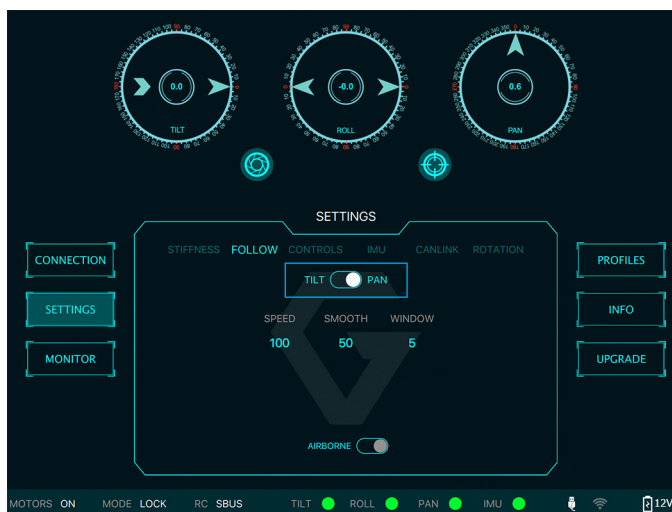 0.0
TILT
-0.0
ROLL
0.6
PAN
SETTINGS
STIFFNESS FOLLOW CONTROLS IMU CANLINK ROTATION
TILT PAN
SPEED SMOOTH WINDOW
100 50 5
AIRBORNE
CONNECTION
SETTINGS
MONITOR
PROFILES
INFO
UPGRADE
MOTORS ON MODE LOCK RC SBUS TILT ROLL PAN IMU 12V